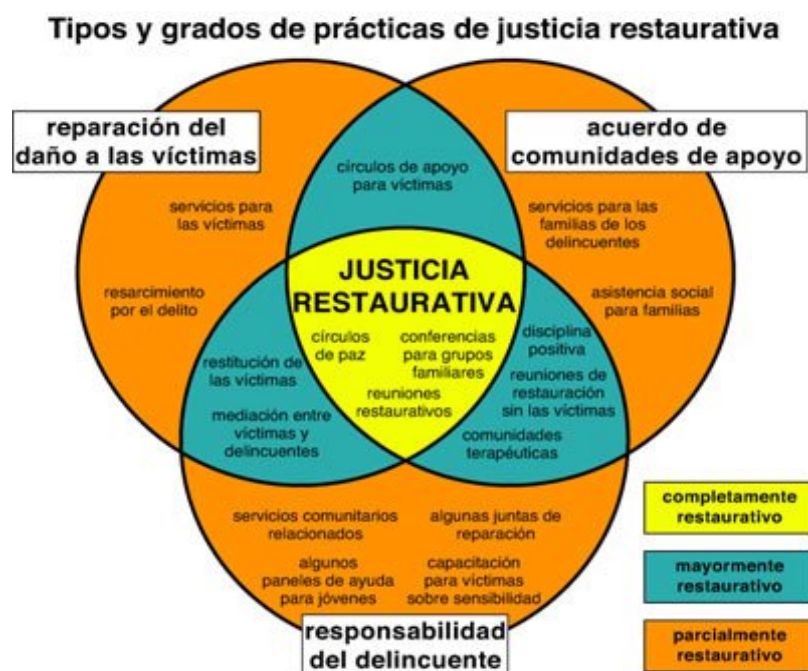 Tipos y grados de prácticas de justicia restaurativa
reparación del
daño a las víctimas
acuerdo de
comunidades de apoyo
círculos de apoyo
para víctimas
servicios para
las víctimas
servicios para las
familias de los
delincuentes
resarcimiento
por el delito
asistencia social
para familias
JUSTICIA
RESTAURATIVA
círculos
de paz
conferencias
para grupos
familiares
reuniones
restaurativos
restitución de
las víctimas
mediación entre
víctimas y
delincuentes
disciplina
positiva
reuniones de
restauración
sin las víctimas
comunidades
terapéuticas
servicios comunitarios
relacionados
algunas juntas de
reparación
algunos
paneles de ayuda
para jóvenes
capacitación
para víctimas
sobre sensibilidad
responsabilidad
del delincuente
completamente
restaurativo
mayormente
restaurativo
parcialmente
restaurativo